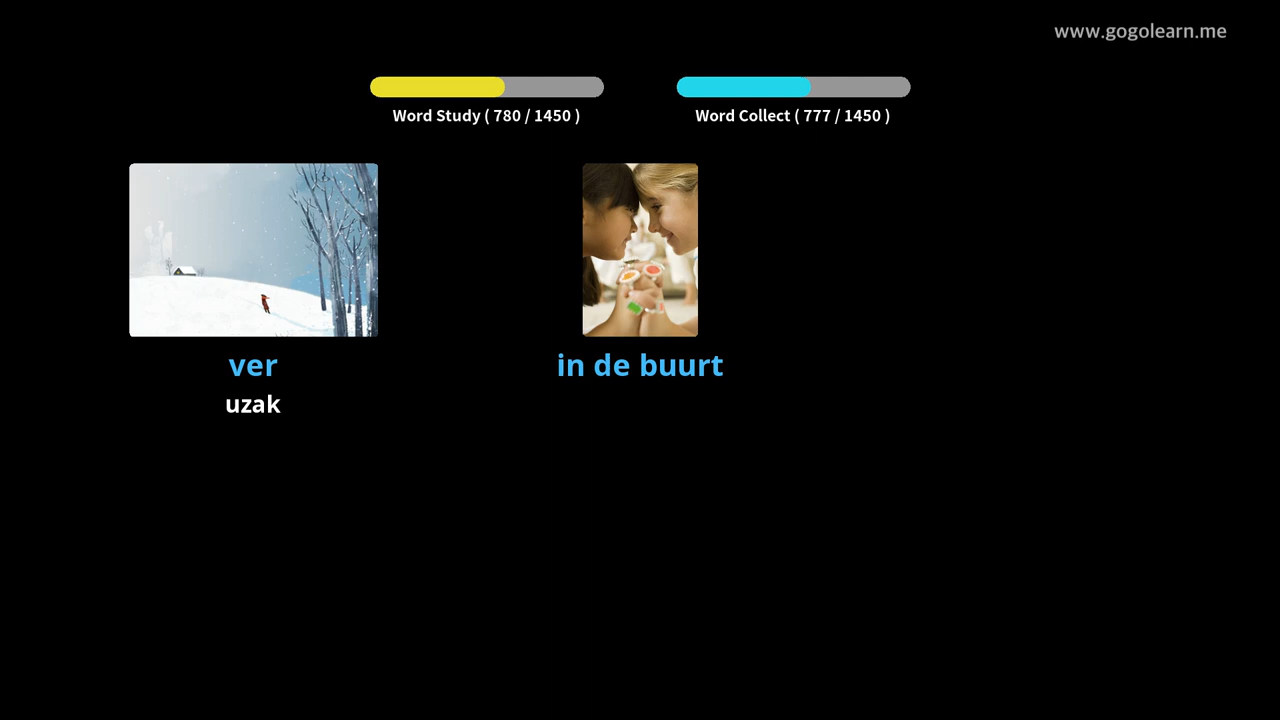 www.gogolearn.me
Word Study ( 780 / 1450 )
Word Collect ( 777 / 1450 )
ver
uzak
in de buurt